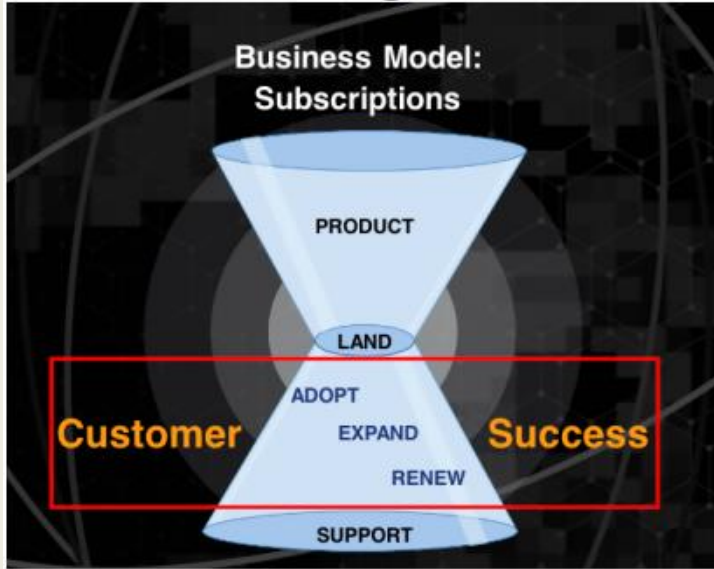 Business Model:
Subscriptions
PRODUCT
LAND
ADOPT
Customer EXPAND Success
RENEW
SUPPORT